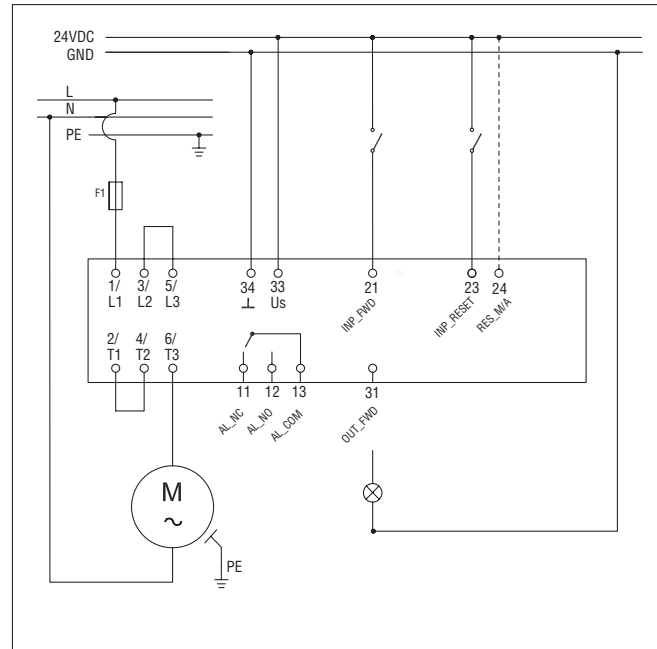 24VDC
GND
L
N
PE
F1
1/ 3/ 5/ 34 33 21 23 24
L1 L2 L3 ⊥ Us
INP_FWD INP_RESET RES_M/A
2/ 4/ 6/
T1 T2 T3
11 12 13 31
AL_NC AL_NO AL_COM OUT_FWD
M
~
PE